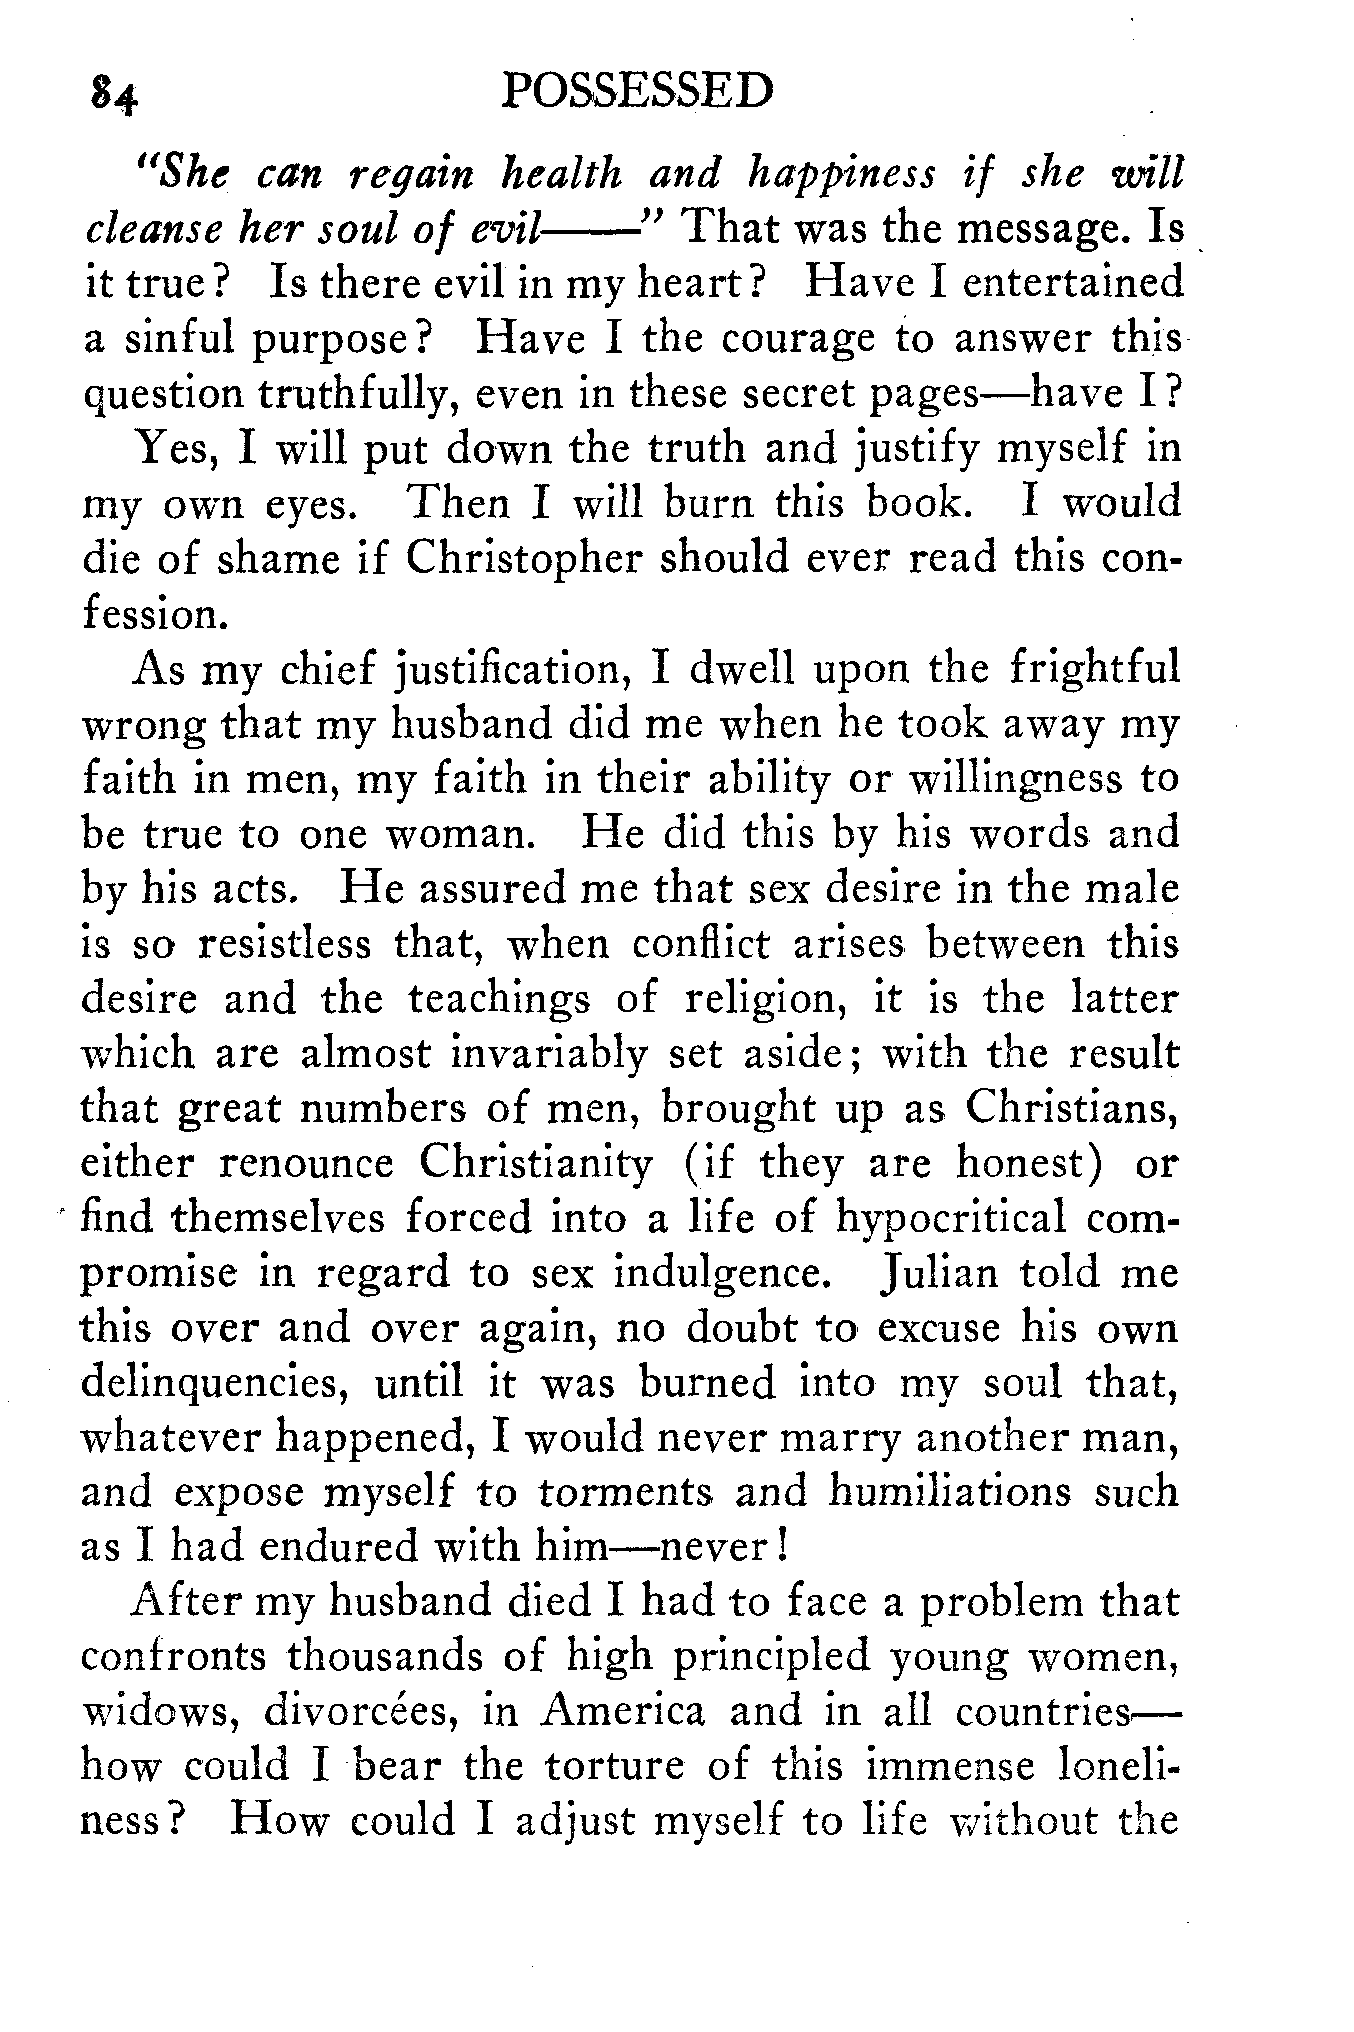 84 POSSESSED
"She can regain health and happiness if she will
cleanse her soul of evil——" That was the message. Is
it true? Is there evil in my heart? Have I entertained
a sinful purpose? Have I the courage to answer this
question truthfully, even in these secret pages—have I?
Yes, I will put down the truth and justify myself in
my own eyes. Then I will burn this book. I would
die of shame if Christopher should ever read this con-
fession.
As my chief justification, I dwell upon the frightful
wrong that my husband did me when he took away my
faith in men, my faith in their ability or willingness to
be true to one woman. He did this by his words and
by his acts. He assured me that sex desire in the male
is so resistless that, when conflict arises between this
desire and the teachings of religion, it is the latter
which are almost invariably set aside; with the result
that great numbers of men, brought up as Christians,
either renounce Christianity (if they are honest) or
find themselves forced into a life of hypocritical com-
promise in regard to sex indulgence. Julian told me
this over and over again, no doubt to excuse his own
delinquencies, until it was burned into my soul that,
whatever happened, I would never marry another man,
and expose myself to torments and humiliations such
as I had endured with him—never!
After my husband died I had to face a problem that
confronts thousands of high principled young women,
widows, divorcées, in America and in all countries—
how could I bear the torture of this immense loneli-
ness? How could I adjust myself to life without the